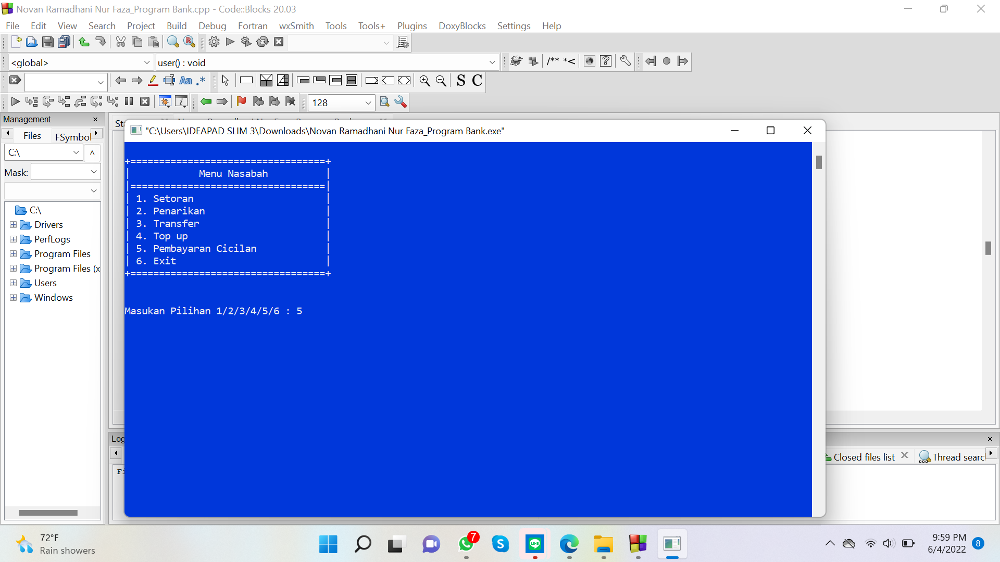 Novan Ramadhani Nur Faza_Program Bank.cpp - Code::Blocks 20.03
File Edit View Search Project Build Debug Fortran wxSmith Tools Tools+ Plugins DoxyBlocks Settings Help
<global> user() : void /** *<
Aa .* S C
128
Management
Files FSymbol
C:\
Mask:
C:\
Drivers
PerfLogs
Program Files
Program Files (x
Users
Windows
"C:\Users\IDEAPAD SLIM 3\Downloads\Novan Ramadhani Nur Faza_Program Bank.exe"
+==================================+
| Menu Nasabah |
|==================================|
| 1. Setoran |
| 2. Penarikan |
| 3. Transfer |
| 4. Top up |
| 5. Pembayaran Cicilan |
| 6. Exit |
+==================================+
Masukan Pilihan 1/2/3/4/5/6 : 5
Closed files list Thread search
72°F
Rain showers
7
S
LINE
9:59 PM
6/4/2022
8